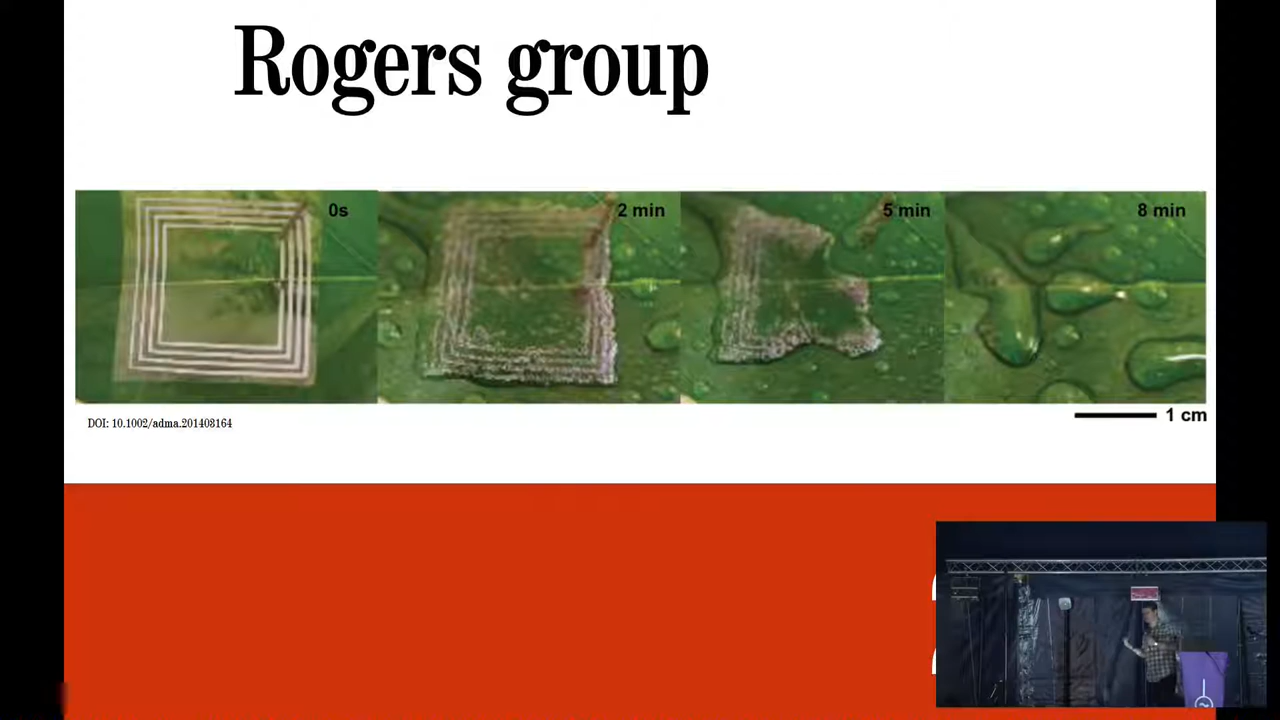 Rogers group
0s
2 min
5 min
8 min
DOI: 10.1002/adma.201403164
1 cm